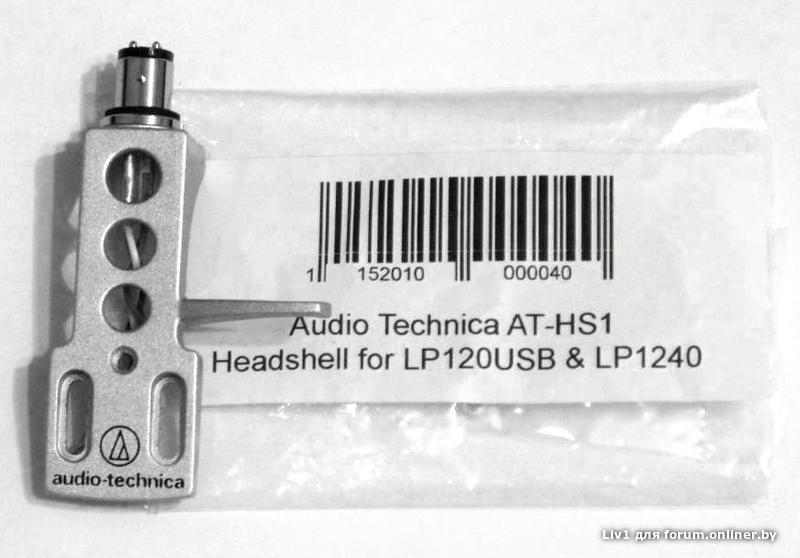 1 152010 000040
Audio Technica AT-HS1
Headshell for LP120USB & LP1240
audio-technica
Liv1 для forum.onliner.by